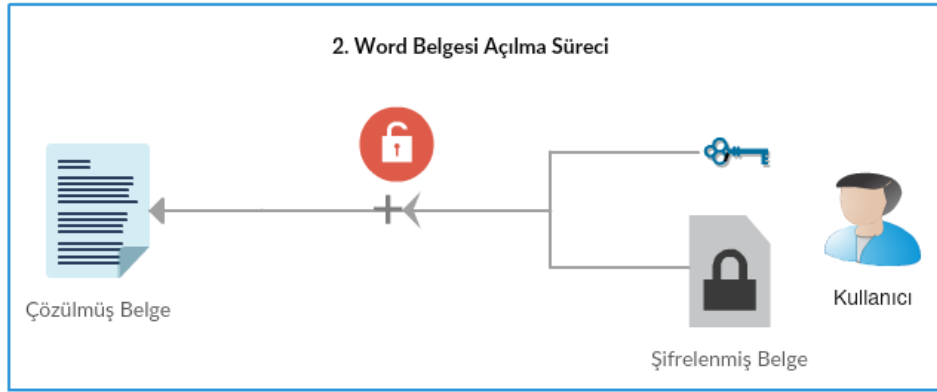 2. Word Belgesi Açılma Süreci
Çözülmüş Belge
Kullanıcı
Şifrelenmiş Belge